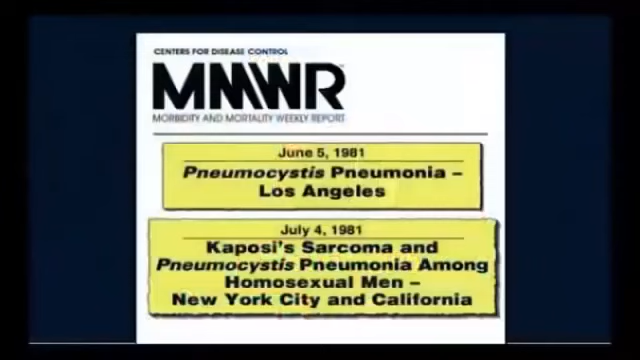 CENTERS FOR DISEASE CONTROL
MMWR
MORBIDITY AND MORTALITY WEEKLY REPORT
June 5, 1981
Pneumocystis Pneumonia –
Los Angeles
July 4, 1981
Kaposi's Sarcoma and
Pneumocystis Pneumonia Among
Homosexual Men –
New York City and California